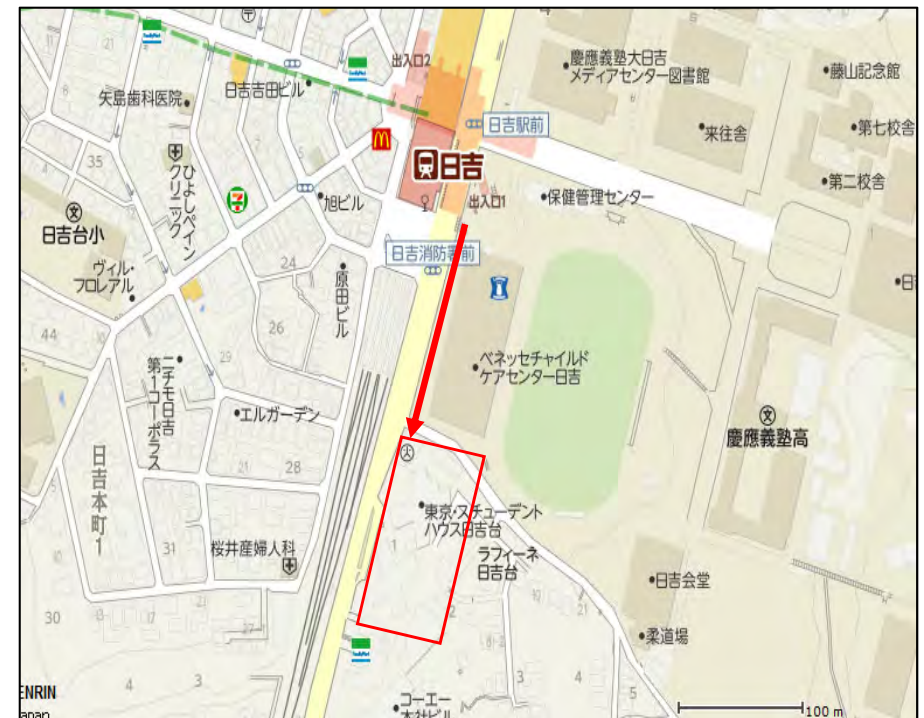 出入口2
日吉吉田ビル
慶應義塾大日吉
メディアセンター図書館
藤山記念館
矢島歯科医院
日吉駅前
来往舎
第七校舎
35
ひよしペイン
クリニック
日吉
第二校舎
旭ビル
出入口1
保健管理センター
日吉台小
日吉消防署前
ヴィル・
フロレアル
24
原田ビル
26
44
29
ニチモ日吉
第1コーポラス
ベネッセチャイルド
ケアセンター日吉
エルガーデン
慶應義塾高
日吉本町1
21
28
東京・スチューデント
ハウス日吉台
1
31
桜井産婦人科
ラフィーネ
日吉台
日吉会堂
21
30
2
柔道場
27
4
3
3
4
5
コーエー
本社ビル
ENRIN
100 m